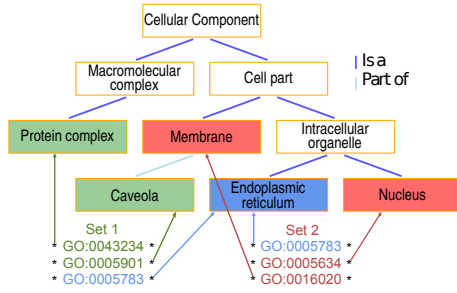 Cellular Component
Is a
Part of
Macromolecular
complex
Cell part
Protein complex
Membrane
Intracellular
organelle
Caveola
Endoplasmic
reticulum
Nucleus
Set 1
* GO:0043234 *
* GO:0005901 *
* GO:0005783 *
Set 2
* GO:0005783 *
* GO:0005634 *
* GO:0016020 *